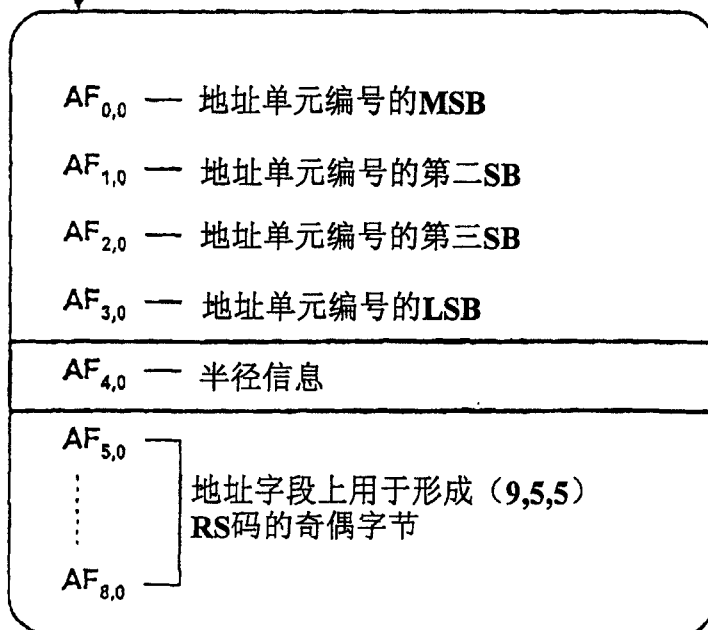 AF0,0 — 地址单元编号的MSB
AF1,0 — 地址单元编号的第二SB
AF2,0 — 地址单元编号的第三SB
AF3,0 — 地址单元编号的LSB
AF4,0 — 半径信息
AF5,0
地址字段上用于形成（9,5,5）
RS码的奇偶字节
AF8,0